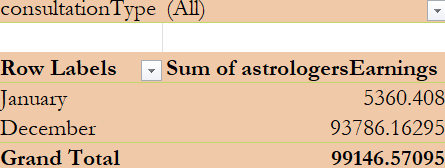 consultationType (All)
Row Labels Sum of astrologersEarnings
January 5360.408
December 93786.16295
Grand Total 99146.57095